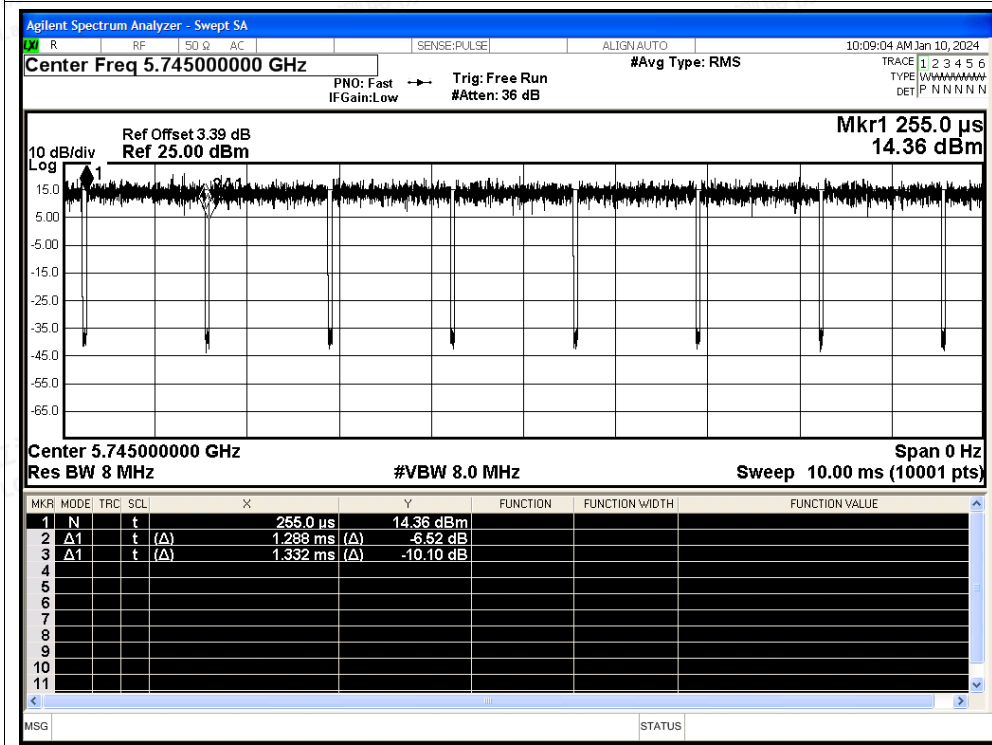 Agilent Spectrum Analyzer - Swept SA
LXI R RF 50 Ω AC SENSE:PULSE ALIGN AUTO 10:09:04 AM Jan 10, 2024
Center Freq 5.745000000 GHz #Avg Type: RMS TRACE 1 2 3 4 5 6
PNO: Fast Trig: Free Run TYPE
IFGain:Low #Atten: 36 dB DET P N N N N N
Mkr1 255.0 µs
Ref Offset 3.39 dB
10 dB/div Ref 25.00 dBm 14.36 dBm
Log
1
15.0
5.00
-5.00
-15.0
-25.0
-35.0
-45.0
-55.0
-65.0
Center 5.745000000 GHz Span 0 Hz
Res BW 8 MHz #VBW 8.0 MHz Sweep 10.00 ms (10001 pts)
MKR MODE TRC SCL X Y FUNCTION FUNCTION WIDTH FUNCTION VALUE
1 N t 255.0 µs 14.36 dBm
2 Δ1 t (Δ) 1.288 ms (Δ) -6.52 dB
3 Δ1 t (Δ) 1.332 ms (Δ) -10.10 dB
4
5
6
7
8
9
10
11
MSG STATUS